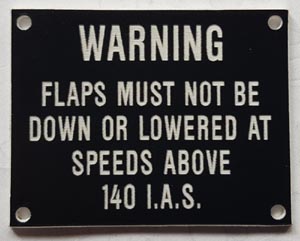 WARNING
FLAPS MUST NOT BE
DOWN OR LOWERED AT
SPEEDS ABOVE
140 I.A.S.